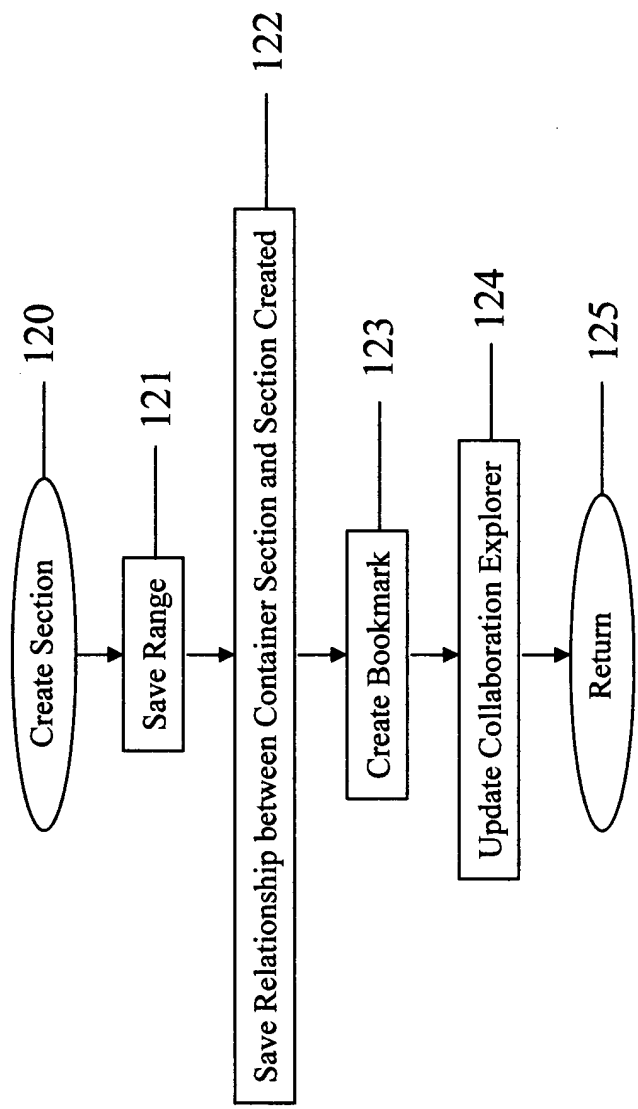 Create Section
120
Save Range
121
Save Relationship between Container Section and Section Created
122
Create Bookmark
123
Update Collaboration Explorer
124
Return
125